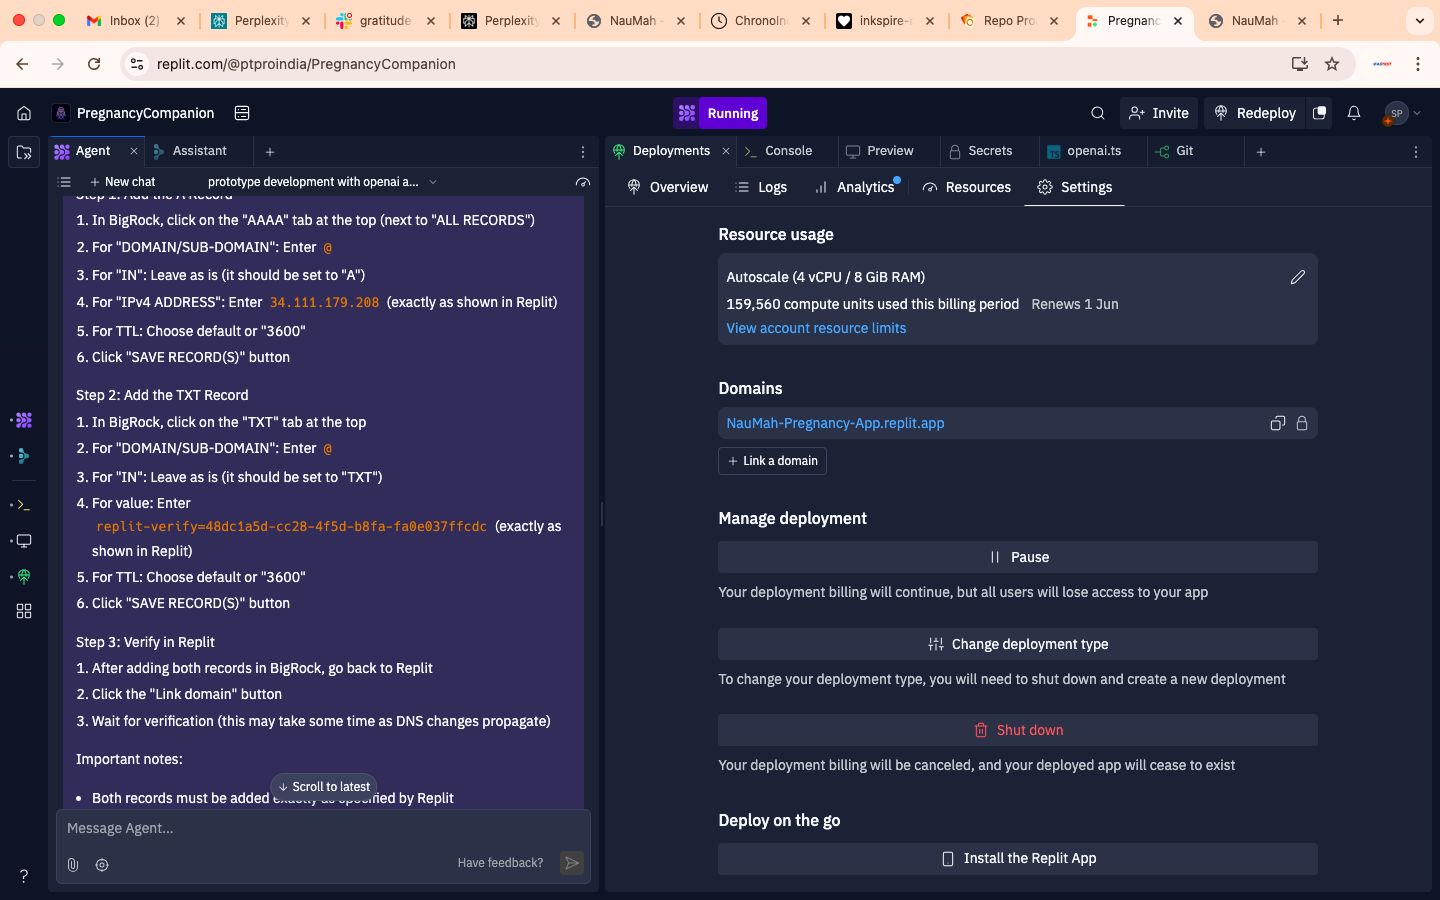 Inbox (2)
Perplexity
gratitude
Perplexity
NauMah -
ChronoInd
inkspire-
Repo Pro
Pregnanc
NauMah -
replit.com/@ptproindia/PregnancyCompanion
PregnancyCompanion
Running
Invite
Redeploy
SP
Agent
Assistant
Deployments
Console
Preview
Secrets
openai.ts
Git
New chat
prototype development with openai a...
Overview
Logs
Analytics
Resources
Settings
Step 1: Add the A Record
1. In BigRock, click on the "AAAA" tab at the top (next to "ALL RECORDS")
2. For "DOMAIN/SUB-DOMAIN": Enter @
3. For "IN": Leave as is (it should be set to "A")
4. For "IPv4 ADDRESS": Enter 34.111.179.208 (exactly as shown in Replit)
5. For TTL: Choose default or "3600"
6. Click "SAVE RECORD(S)" button
Step 2: Add the TXT Record
1. In BigRock, click on the "TXT" tab at the top
2. For "DOMAIN/SUB-DOMAIN": Enter @
3. For "IN": Leave as is (it should be set to "TXT")
4. For value: Enter
replit-verify=48dc1a5d-cc28-4f5d-b8fa-fa0e037ffcdc (exactly as
shown in Replit)
5. For TTL: Choose default or "3600"
6. Click "SAVE RECORD(S)" button
Step 3: Verify in Replit
1. After adding both records in BigRock, go back to Replit
2. Click the "Link domain" button
3. Wait for verification (this may take some time as DNS changes propagate)
Important notes:
Scroll to latest
• Both records must be added exactly as specified by Replit
Message Agent...
Have feedback?
Resource usage
Autoscale (4 vCPU / 8 GiB RAM)
159,560 compute units used this billing period Renews 1 Jun
View account resource limits
Domains
NauMah-Pregnancy-App.replit.app
+ Link a domain
Manage deployment
Pause
Your deployment billing will continue, but all users will lose access to your app
Change deployment type
To change your deployment type, you will need to shut down and create a new deployment
Shut down
Your deployment billing will be canceled, and your deployed app will cease to exist
Deploy on the go
Install the Replit App